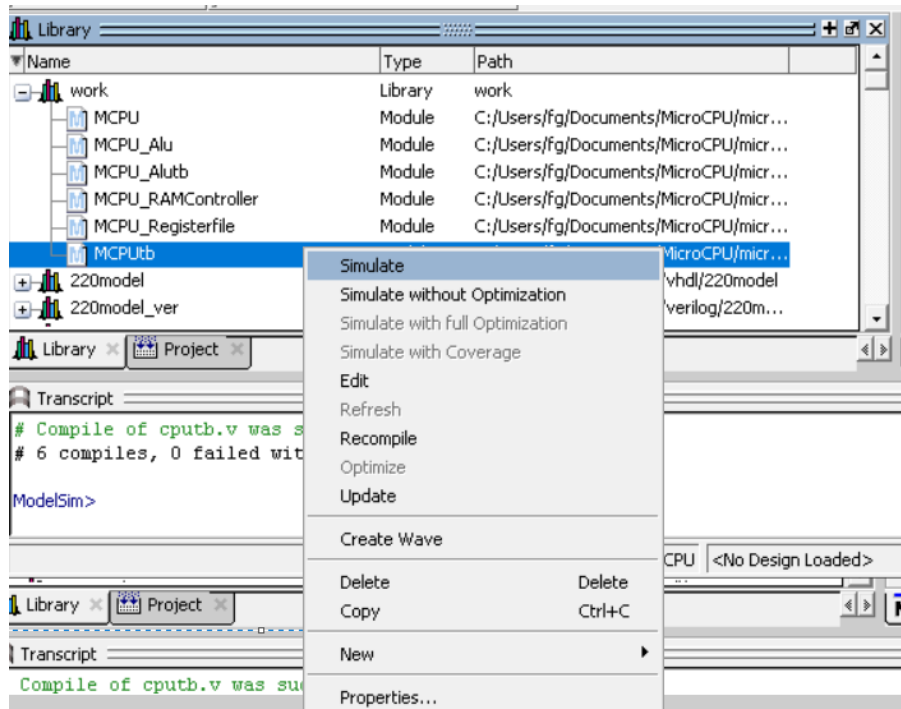 Library
Name Type Path
work Library work
MCPU Module C:/Users/fg/Documents/MicroCPU/micr...
MCPU_Alu Module C:/Users/fg/Documents/MicroCPU/micr...
MCPU_Alutb Module C:/Users/fg/Documents/MicroCPU/micr...
MCPU_RAMController Module C:/Users/fg/Documents/MicroCPU/micr...
MCPU_Registerfile Module C:/Users/fg/Documents/MicroCPU/micr...
MCPUtb MicroCPU/micr...
220model /vhdl/220model
220model_ver verilog/220m...
Simulate
Simulate without Optimization
Simulate with full Optimization
Simulate with Coverage
Edit
Refresh
Recompile
Optimize
Update
Create Wave
Delete Delete
Copy Ctrl+C
New
Properties...
Library Project
Transcript
# Compile of cputb.v was s
# 6 compiles, 0 failed wit
ModelSim>
CPU <No Design Loaded>
Library Project
Transcript
Compile of cputb.v was su